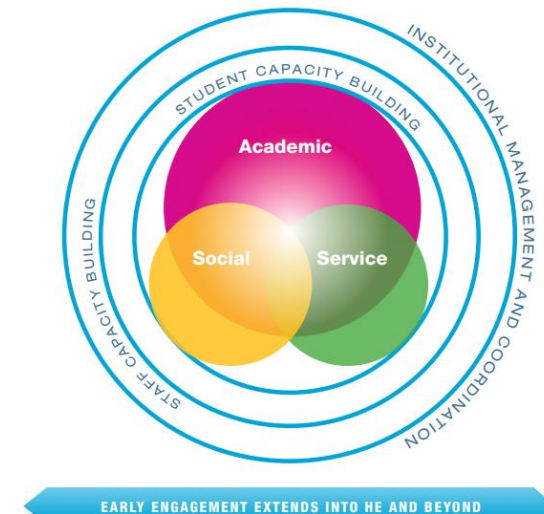 INSTITUTIONAL MANAGEMENT AND COORDINATION
STUDENT CAPACITY BUILDING
STAFF CAPACITY BUILDING
Academic
Social
Service
EARLY ENGAGEMENT EXTENDS INTO HE AND BEYOND